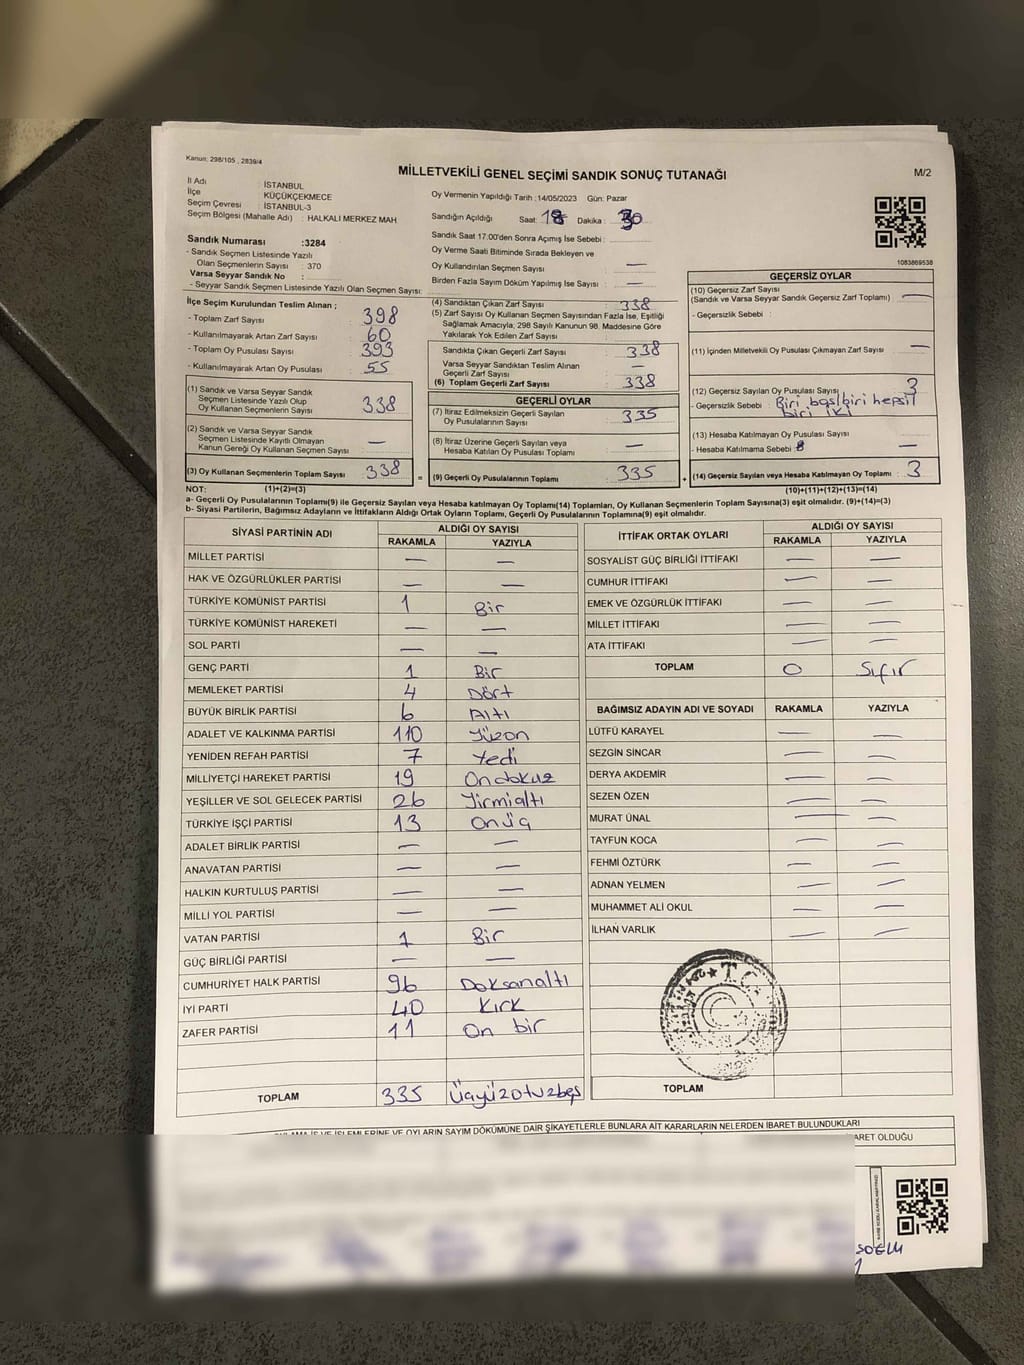 Kanun: 298/105 , 2839/4
MİLLETVEKİLİ GENEL SEÇİMİ SANDIK SONUÇ TUTANAĞI
M/2
İl Adı : İSTANBUL
İlçe : KÜÇÜKÇEKMECE
Seçim Çevresi : İSTANBUL-3
Seçim Bölgesi (Mahalle Adı) : HALKALI MERKEZ MAH
Sandık Numarası :3284
- Sandık Seçmen Listesinde Yazılı
Olan Seçmenlerin Sayısı : 370
Varsa Seyyar Sandık No :
- Seyyar Sandık Seçmen Listesinde Yazılı Olan Seçmen Sayısı:
İlçe Seçim Kurulundan Teslim Alınan ;
- Toplam Zarf Sayısı 398
- Kullanılmayarak Artan Zarf Sayısı 60
- Toplam Oy Pusulası Sayısı 393
- Kullanılmayarak Artan Oy Pusulası 55
(1) Sandık ve Varsa Seyyar Sandık
Seçmen Listesinde Yazılı Olup
Oy Kullanan Seçmenlerin Sayısı 338
(2) Sandık ve Varsa Seyyar Sandık
Seçmen Listesinde Kayıtlı Olmayan
Kanun Gereği Oy Kullanan Seçmen Sayısı —
(3) Oy Kullanan Seçmenlerin Toplam Sayısı 338
Oy Vermenin Yapıldığı Tarih :14/05/2023 Gün: Pazar
Sandığın Açıldığı Saat: Dakika : 30
Sandık Saat 17:00'den Sonra Açımış İse Sebebi :
Oy Verme Saati Bitiminde Sırada Bekleyen ve
Oy Kullandırılan Seçmen Sayısı —
Birden Fazla Sayım Döküm Yapılmış İse Sayısı : —
(4) Sandıktan Çıkan Zarf Sayısı 338
(5) Zarf Sayısı Oy Kullanan Seçmen Sayısından Fazla İse, Eşitliği
Sağlamak Amacıyla, 298 Sayılı Kanunun 98. Maddesine Göre
Yakılarak Yok Edilen Zarf Sayısı :
Sandıkta Çıkan Geçerli Zarf Sayısı 338
Varsa Seyyar Sandıktan Teslim Alınan
Geçerli Zarf Sayısı —
(6) Toplam Geçerli Zarf Sayısı 338
GEÇERLİ OYLAR
(7) İtiraz Edilmeksizin Geçerli Sayılan
Oy Pusulalarının Sayısı 335
(8) İtiraz Üzerine Geçerli Sayılan veya
Hesaba Katılan Oy Pusulası Toplamı —
= (9) Geçerli Oy Pusulalarının Toplamı 335 +
1083869538
GEÇERSİZ OYLAR
(10) Geçersiz Zarf Sayısı
(Sandık ve Varsa Seyyar Sandık Geçersiz Zarf Toplamı) —
- Geçersizlik Sebebi :
(11) İçinden Milletvekili Oy Pusulası Çıkmayan Zarf Sayısı —
(12) Geçersiz Sayılan Oy Pusulası Sayısı 3
- Geçersizlik Sebebi : Biri boş/biri hepsi
biri iki
(13) Hesaba Katılmayan Oy Pusulası Sayısı
- Hesaba Katılmama Sebebi : —
(14) Geçersiz Sayılan veya Hesaba Katılmayan Oy Toplamı 3
NOT: (1)+(2)=(3) (10)+(11)+(12)+(13)=(14)
a- Geçerli Oy Pusulalarının Toplamı(9) ile Geçersiz Sayılan veya Hesaba katılmayan Oy Toplamı(14) Toplamları, Oy Kullanan Seçmenlerin Toplam Sayısına(3) eşit olmalıdır. (9)+(14)=(3)
b- Siyasi Partilerin, Bağımsız Adayların ve İttifakların Aldığı Ortak Oyların Toplamı, Geçerli Oy Pusulalarının Toplamına(9) eşit olmalıdır.
SİYASİ PARTİNİN ADI ALDIĞI OY SAYISI
RAKAMLA YAZIYLA
MİLLET PARTİSİ — —
HAK VE ÖZGÜRLÜKLER PARTİSİ — —
TÜRKİYE KOMÜNİST PARTİSİ 1 Bir
TÜRKİYE KOMÜNİST HAREKETİ — —
SOL PARTİ — —
GENÇ PARTİ 1 Bir
MEMLEKET PARTİSİ 4 Dört
BÜYÜK BİRLİK PARTİSİ 6 Altı
ADALET VE KALKINMA PARTİSİ 110 Yüzon
YENİDEN REFAH PARTİSİ 7 Yedi
MİLLİYETÇİ HAREKET PARTİSİ 19 Ondokuz
YEŞİLLER VE SOL GELECEK PARTİSİ 26 Yirmialtı
TÜRKİYE İŞÇİ PARTİSİ 13 Onüç
ADALET BİRLİK PARTİSİ — —
ANAVATAN PARTİSİ — —
HALKIN KURTULUŞ PARTİSİ — —
MİLLİ YOL PARTİSİ — —
VATAN PARTİSİ 1 Bir
GÜÇ BİRLİĞİ PARTİSİ — —
CUMHURİYET HALK PARTİSİ 96 Doksanaltı
İYİ PARTİ 40 Kırk
ZAFER PARTİSİ 11 On bir
TOPLAM 335 Üçyüzotuzbeş
İTTİFAK ORTAK OYLARI ALDIĞI OY SAYISI
RAKAMLA YAZIYLA
SOSYALİST GÜÇ BİRLİĞİ İTTİFAKI — —
CUMHUR İTTİFAKI — —
EMEK VE ÖZGÜRLÜK İTTİFAKI — —
MİLLET İTTİFAKI — —
ATA İTTİFAKI — —
TOPLAM 0 Sıfır
BAĞIMSIZ ADAYIN ADI VE SOYADI RAKAMLA YAZIYLA
LÜTFÜ KARAYEL — —
SEZGİN SİNCAR — —
DERYA AKDEMİR — —
SEZEN ÖZEN — —
MURAT ÜNAL — —
TAYFUN KOCA — —
FEHMİ ÖZTÜRK — —
ADNAN YELMEN — —
MUHAMMET ALİ OKUL — —
İLHAN VARLIK — —
T.C.
TOPLAM
İŞLEMLERİNE VE OYLARIN SAYIM DÖKÜMÜNE DAİR ŞİKAYETLERLE BUNLARA AİT KARARLARIN NELERDEN İBARET BULUNDUKLARI
BARET OLDUĞU